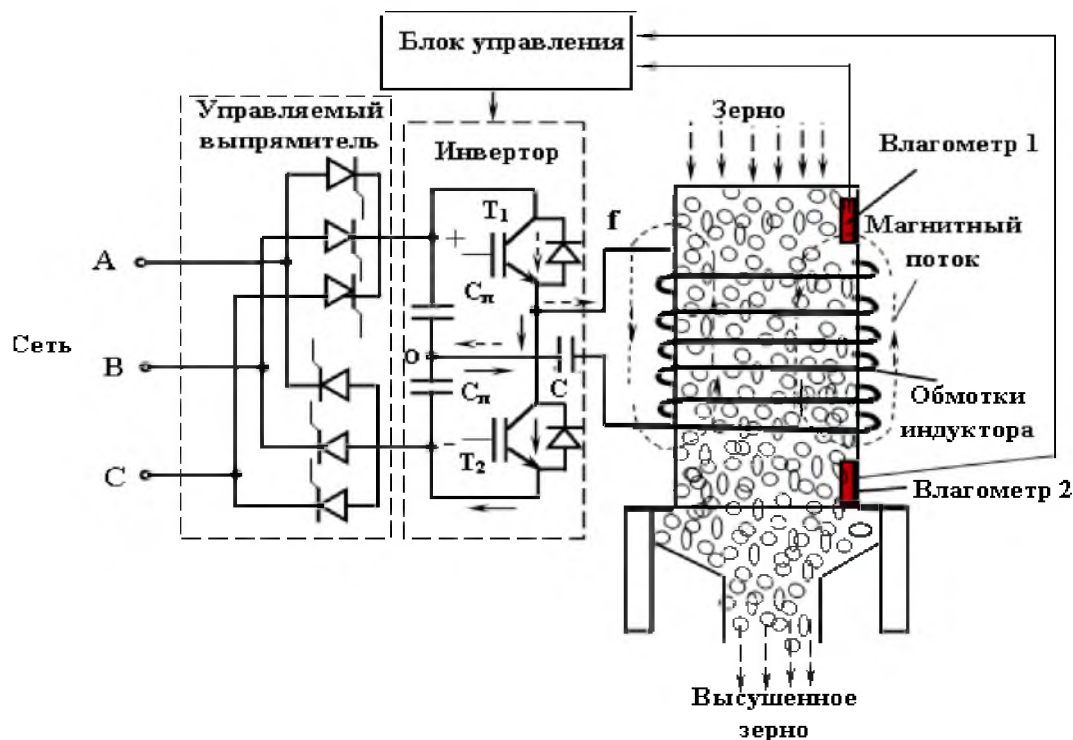 Блок управления
Управляемый
выпрямитель
Инвертор
Зерно
Влагометр 1
Магнитный
поток
f
T1
+
Cп
A
Сеть
B
o
C
Cп
-
T2
C
Обмотки
индуктора
Влагометр 2
Высушенное
зерно